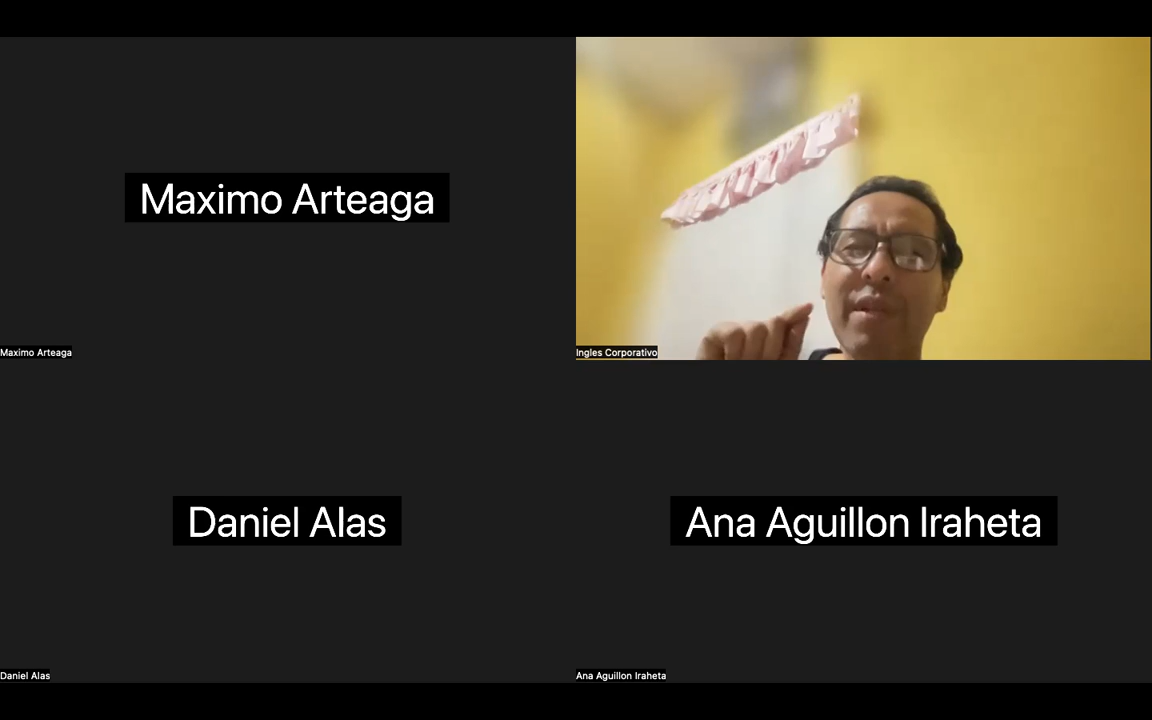 Maximo Arteaga
Maximo Arteaga
Ingles Corporativo
Daniel Alas
Ana Aguillon Iraheta
Daniel Alas
Ana Aguillon Iraheta